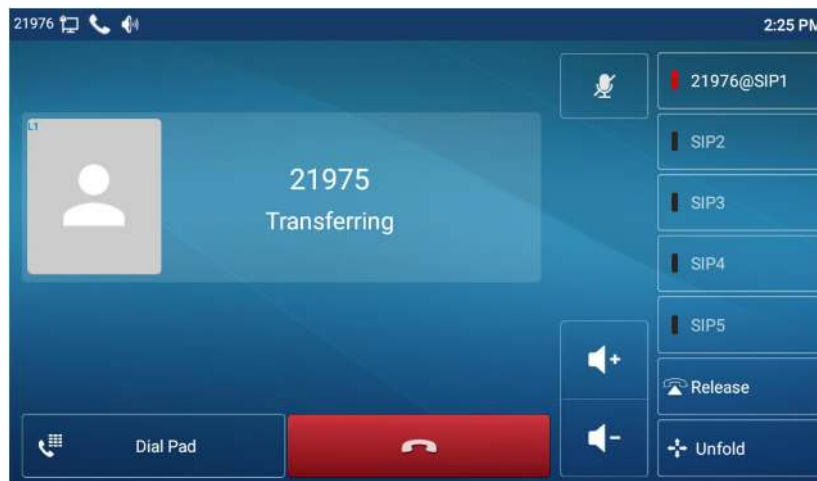 21976
2:25 PM
L1
21975
Transferring
21976@SIP1
SIP2
SIP3
SIP4
SIP5
Release
Unfold
Dial Pad